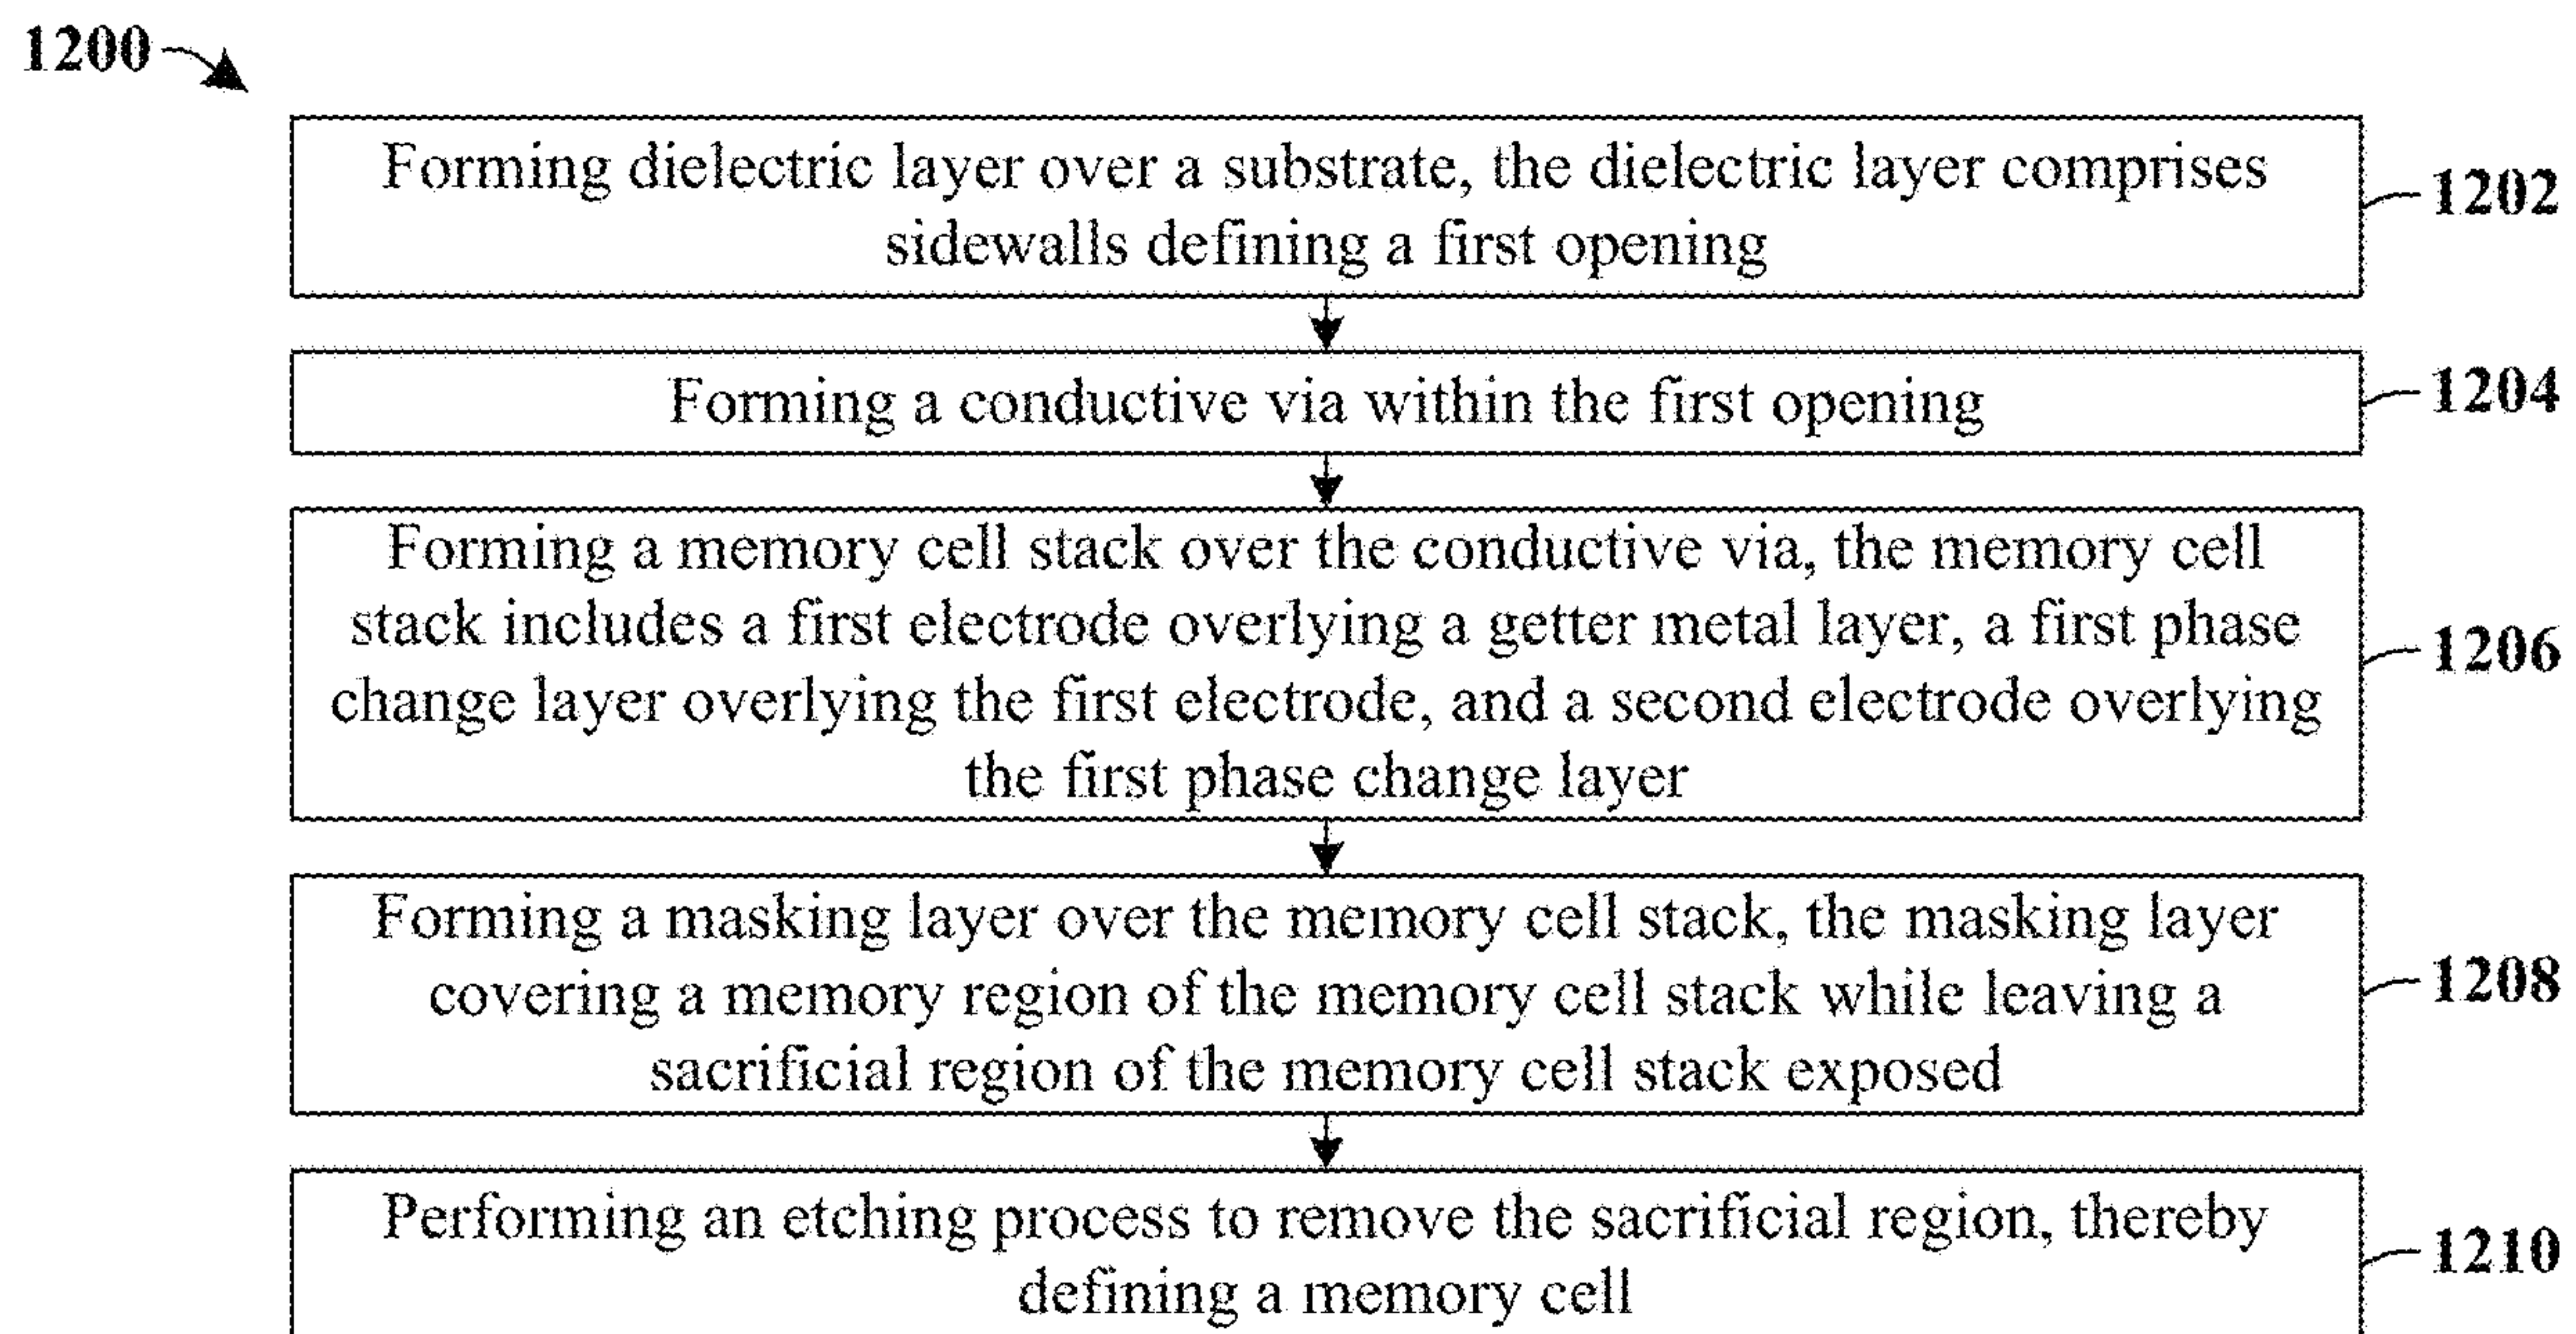 1200
Forming dielectric layer over a substrate, the dielectric layer comprises
sidewalls defining a first opening
1202
Forming a conductive via within the first opening
1204
Forming a memory cell stack over the conductive via, the memory cell
stack includes a first electrode overlying a getter metal layer, a first phase
change layer overlying the first electrode, and a second electrode overlying
the first phase change layer
1206
Forming a masking layer over the memory cell stack, the masking layer
covering a memory region of the memory cell stack while leaving a
sacrificial region of the memory cell stack exposed
1208
Performing an etching process to remove the sacrificial region, thereby
defining a memory cell
1210